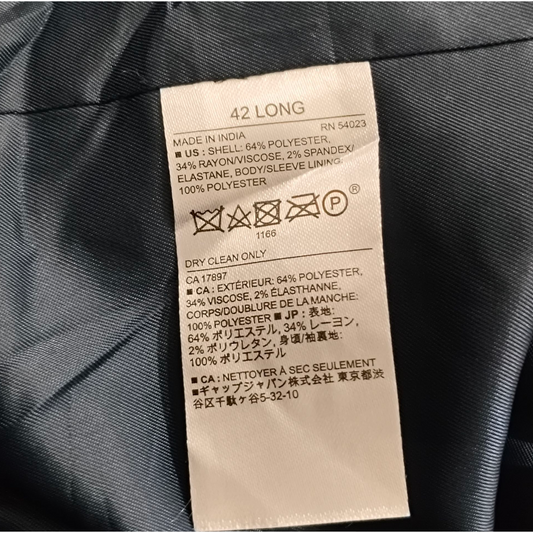 42 LONG
MADE IN INDIA RN 54023
■ US : SHELL: 64% POLYESTER,
34% RAYON/VISCOSE, 2% SPANDEX/
ELASTANE, BODY/SLEEVE LINING:
100% POLYESTER
P ®
1166
DRY CLEAN ONLY
CA 17897
■ CA : EXTÉRIEUR: 64% POLYESTER,
34% VISCOSE, 2% ÉLASTHANNE,
CORPS/DOUBLURE DE LA MANCHE:
100% POLYESTER ■ JP : 表地:
64% ポリエステル, 34% レーヨン,
2% ポリウレタン, 身頃/袖裏地:
100% ポリエステル
■ CA : NETTOYER À SEC SEULEMENT
■ギャップジャパン株式会社 東京都渋
谷区千駄ヶ谷5-32-10